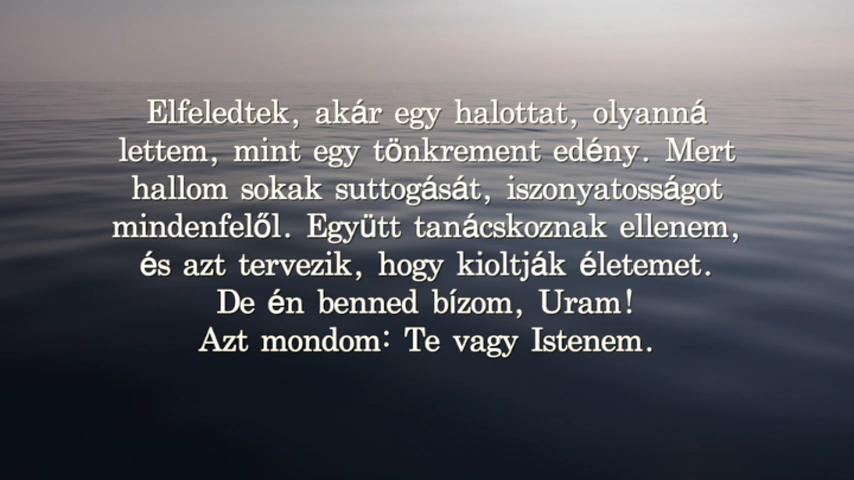 Elfeledtek, akár egy halottat, olyanná
lettem, mint egy tönkrement edény. Mert
hallom sokak suttogását, iszonyatosságot
mindenfelől. Együtt tanácskoznak ellenem,
és azt tervezik, hogy kioltják életemet.
De én benned bízom, Uram!
Azt mondom: Te vagy Istenem.